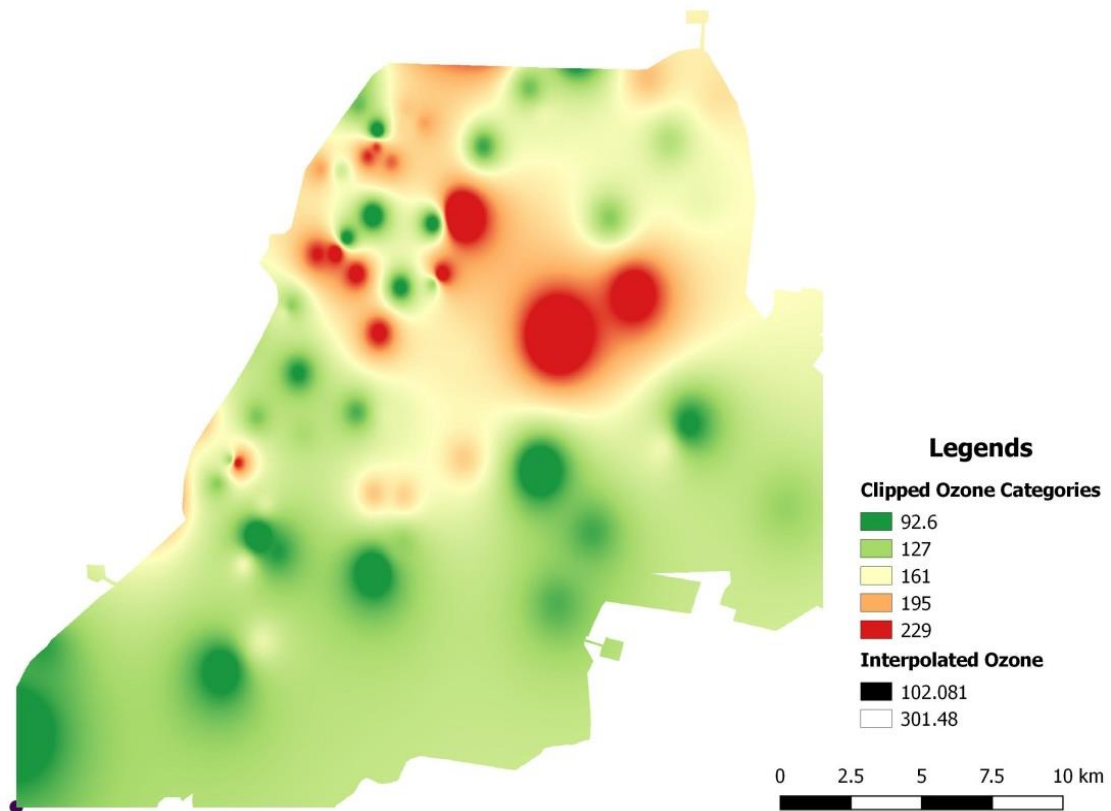 Legends
Clipped Ozone Categories
92.6
127
161
195
229
Interpolated Ozone
102.081
301.48
0 2.5 5 7.5 10 km